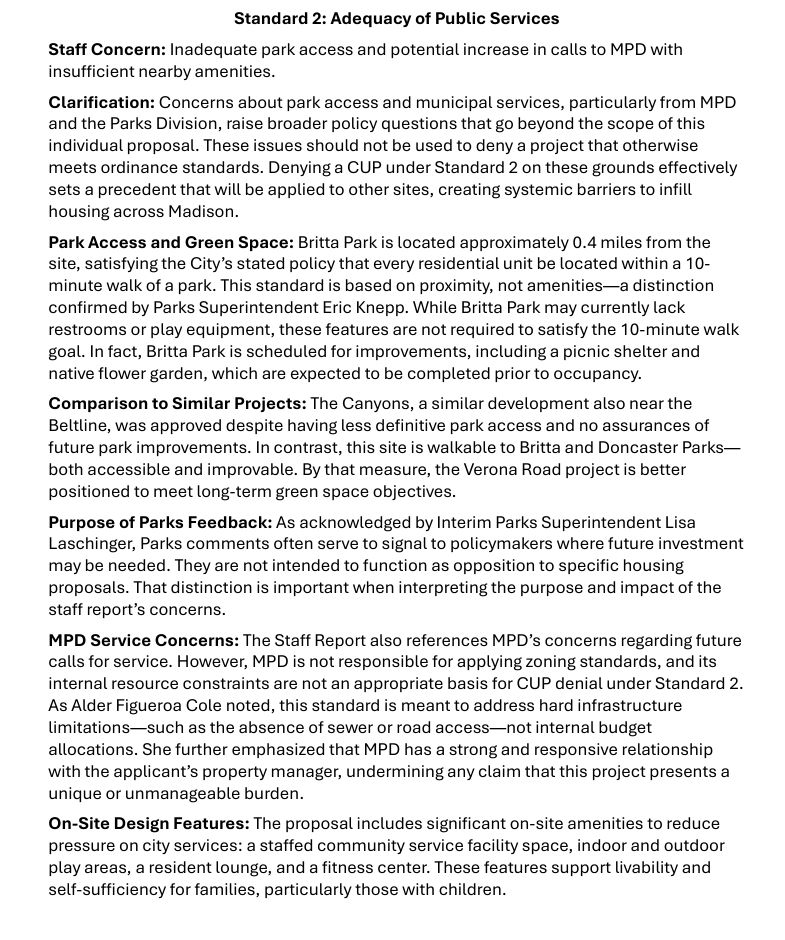 Standard 2: Adequacy of Public Services
Staff Concern: Inadequate park access and potential increase in calls to MPD with
insufficient nearby amenities.
Clarification: Concerns about park access and municipal services, particularly from MPD
and the Parks Division, raise broader policy questions that go beyond the scope of this
individual proposal. These issues should not be used to deny a project that otherwise
meets ordinance standards. Denying a CUP under Standard 2 on these grounds effectively
sets a precedent that will be applied to other sites, creating systemic barriers to infill
housing across Madison.
Park Access and Green Space: Britta Park is located approximately 0.4 miles from the
site, satisfying the City’s stated policy that every residential unit be located within a 10-
minute walk of a park. This standard is based on proximity, not amenities—a distinction
confirmed by Parks Superintendent Eric Knepp. While Britta Park may currently lack
restrooms or play equipment, these features are not required to satisfy the 10-minute walk
goal. In fact, Britta Park is scheduled for improvements, including a picnic shelter and
native flower garden, which are expected to be completed prior to occupancy.
Comparison to Similar Projects: The Canyons, a similar development also near the
Beltline, was approved despite having less definitive park access and no assurances of
future park improvements. In contrast, this site is walkable to Britta and Doncaster Parks—
both accessible and improvable. By that measure, the Verona Road project is better
positioned to meet long-term green space objectives.
Purpose of Parks Feedback: As acknowledged by Interim Parks Superintendent Lisa
Laschinger, Parks comments often serve to signal to policymakers where future investment
may be needed. They are not intended to function as opposition to specific housing
proposals. That distinction is important when interpreting the purpose and impact of the
staff report’s concerns.
MPD Service Concerns: The Staff Report also references MPD’s concerns regarding future
calls for service. However, MPD is not responsible for applying zoning standards, and its
internal resource constraints are not an appropriate basis for CUP denial under Standard 2.
As Alder Figueroa Cole noted, this standard is meant to address hard infrastructure
limitations—such as the absence of sewer or road access—not internal budget
allocations. She further emphasized that MPD has a strong and responsive relationship
with the applicant’s property manager, undermining any claim that this project presents a
unique or unmanageable burden.
On-Site Design Features: The proposal includes significant on-site amenities to reduce
pressure on city services: a staffed community service facility space, indoor and outdoor
play areas, a resident lounge, and a fitness center. These features support livability and
self-sufficiency for families, particularly those with children.